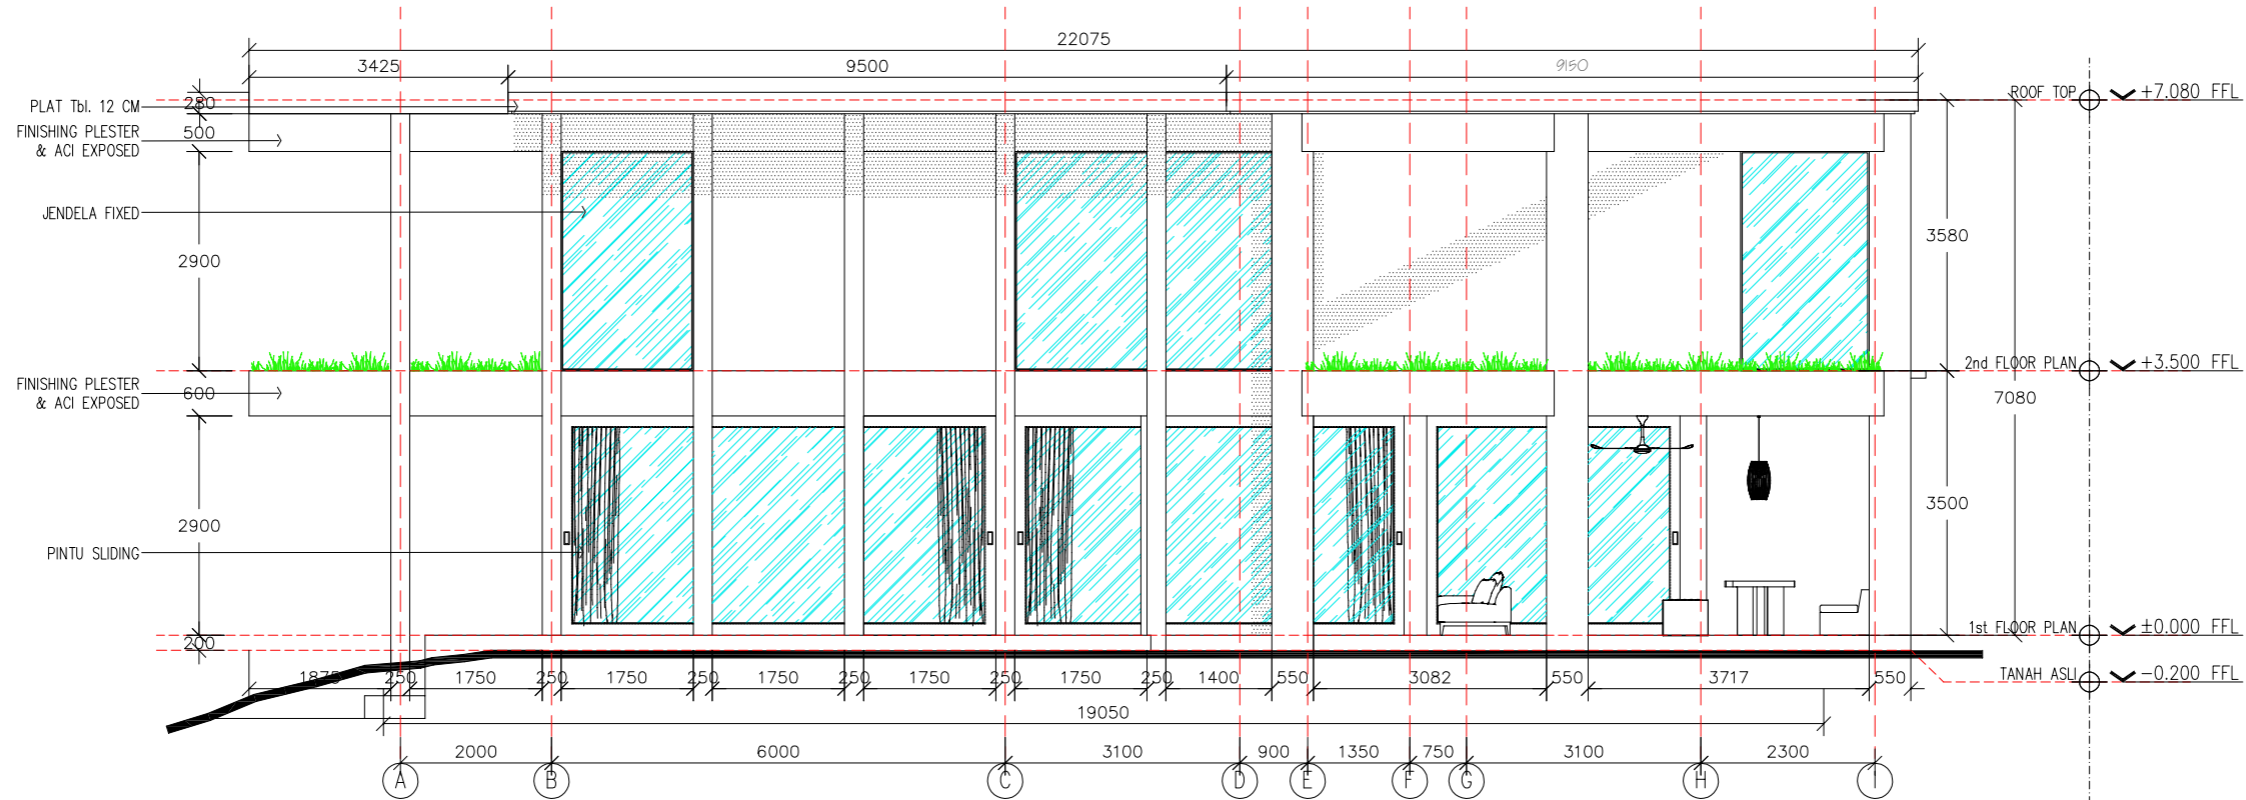 22075
3425
9500
9150
280
PLAT Tbl. 12 CM
ROOF TOP
+7.080 FFL
FINISHING PLESTER
& ACI EXPOSED
500
JENDELA FIXED
3580
2900
2nd FLOOR PLAN
+3.500 FFL
FINISHING PLESTER
& ACI EXPOSED
600
7080
3500
2900
PINTU SLIDING
200
1st FLOOR PLAN
±0.000 FFL
TANAH ASLI
−0.200 FFL
1875 250 1750 250 1750 250 1750 250 1750 250 1750 250 1400 550 3082 550 3717 550
19050
2000 6000 3100 900 1350 750 3100 2300
A B C D E F G H I